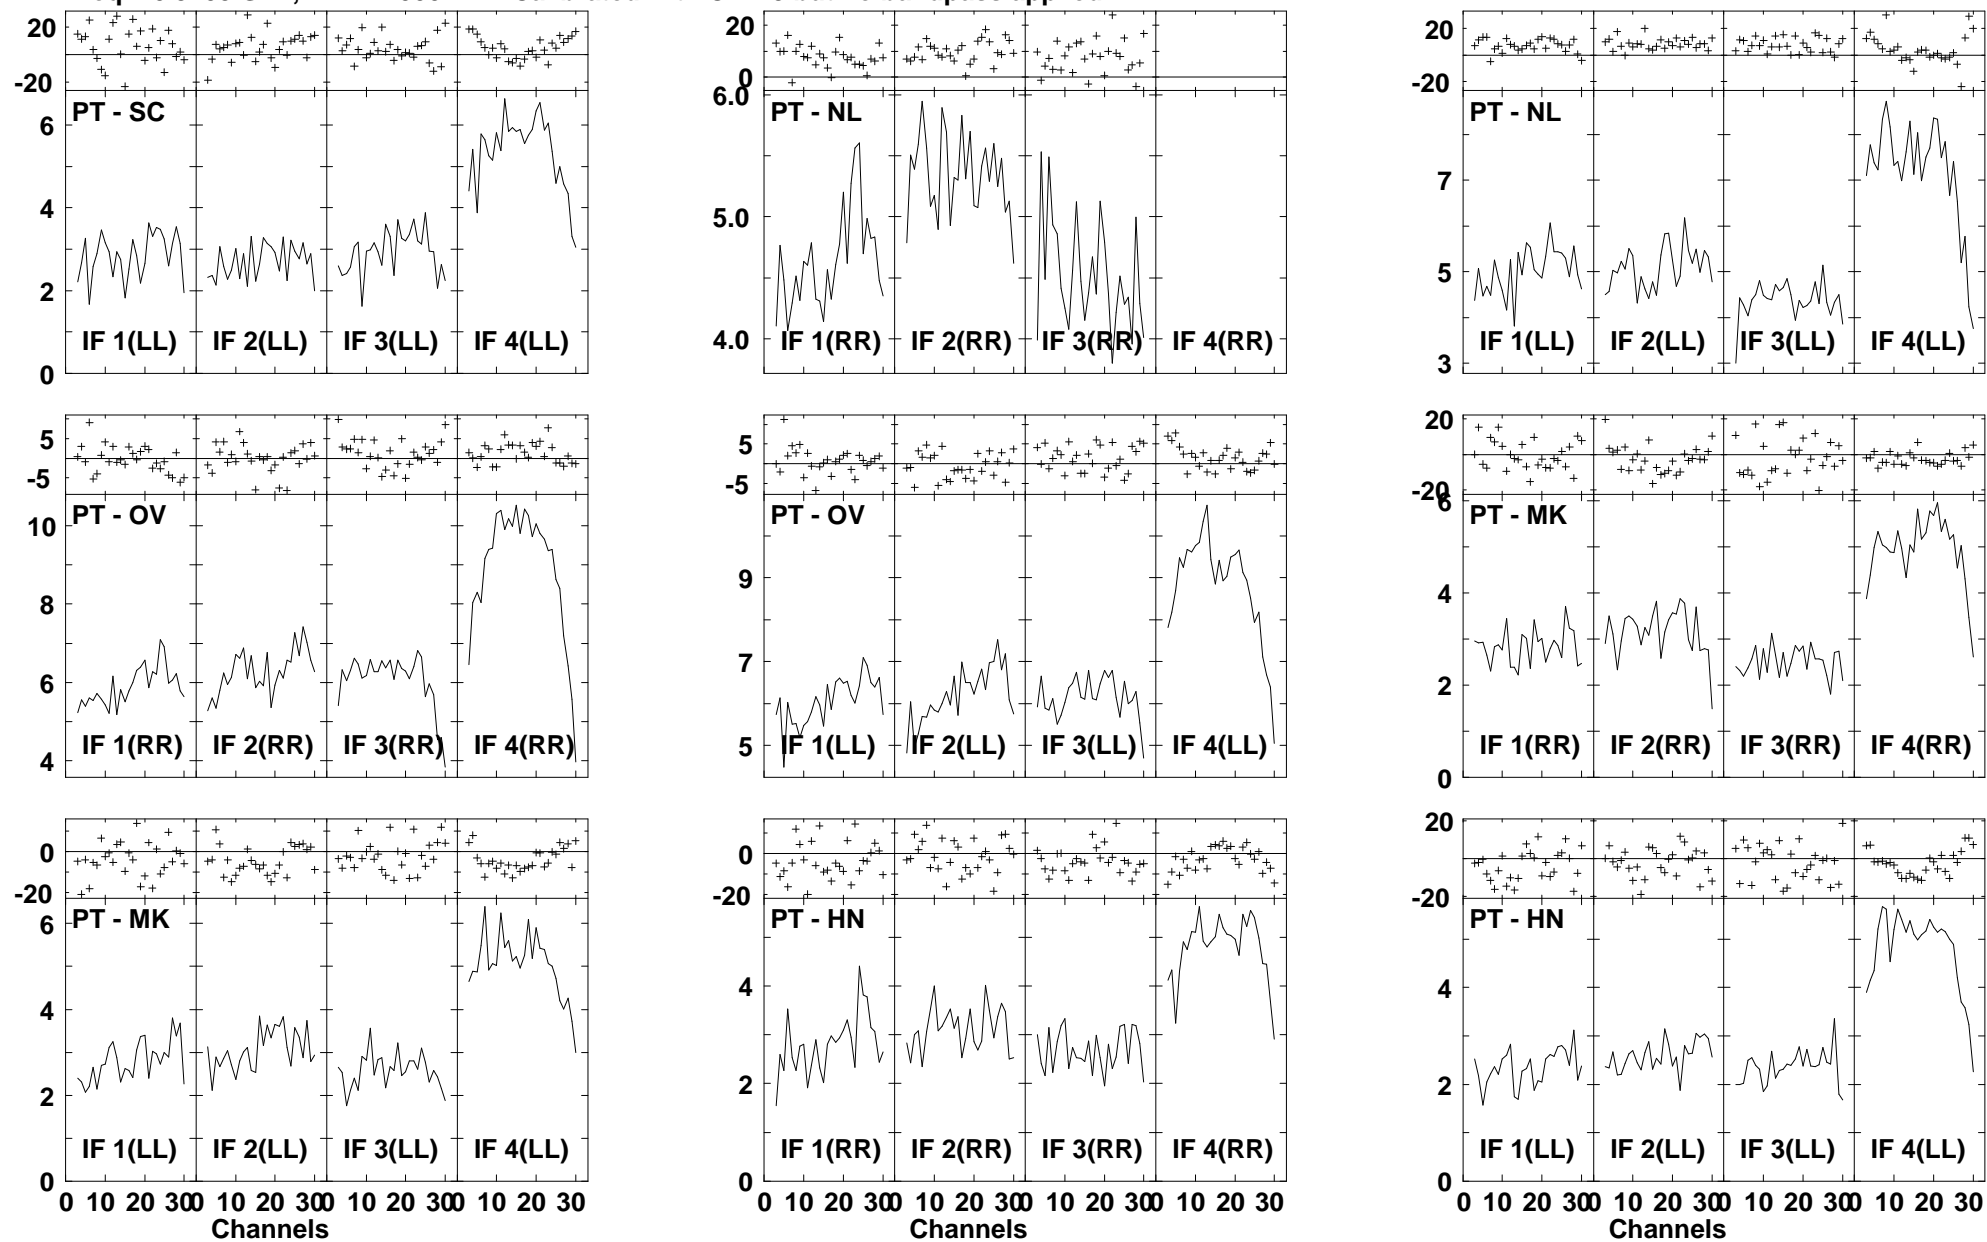 20 20 20
0
-20 -20
6.0
PT - SC PT - NL PT - NL
6
7
4 5.0
5
2
IF 1(LL) IF 2(LL) IF 3(LL) IF 4(LL) 4.0 IF 1(RR) IF 2(RR) IF 3(RR) IF 4(RR) IF 1(LL) IF 2(LL) IF 3(LL) IF 4(LL)
3
0
20
5 5
-5 -5 -20
PT - OV PT - OV 6 PT - MK
10
9
8 4
7
6 2
IF 1(RR) IF 2(RR) IF 3(RR) IF 4(RR) 5 IF 1(LL) IF 2(LL) IF 3(LL) IF 4(LL) IF 1(RR) IF 2(RR) IF 3(RR) IF 4(RR)
4
0
20
0 0
-20 -20 -20
PT - MK PT - HN PT - HN
6
4 4 4
2 2 2
IF 1(LL) IF 2(LL) IF 3(LL) IF 4(LL) IF 1(RR) IF 2(RR) IF 3(RR) IF 4(RR) IF 1(LL) IF 2(LL) IF 3(LL) IF 4(LL)
0 0 0
0 10 20 30 0 10 20 30 0 10 20 30 0 10 20 30 0 10 20 30 0 10 20 30 0 10 20 30 0 10 20 30 0 10 20 30 0 10 20 30 0 10 20 30 0 10 20 30
Channels Channels Channels